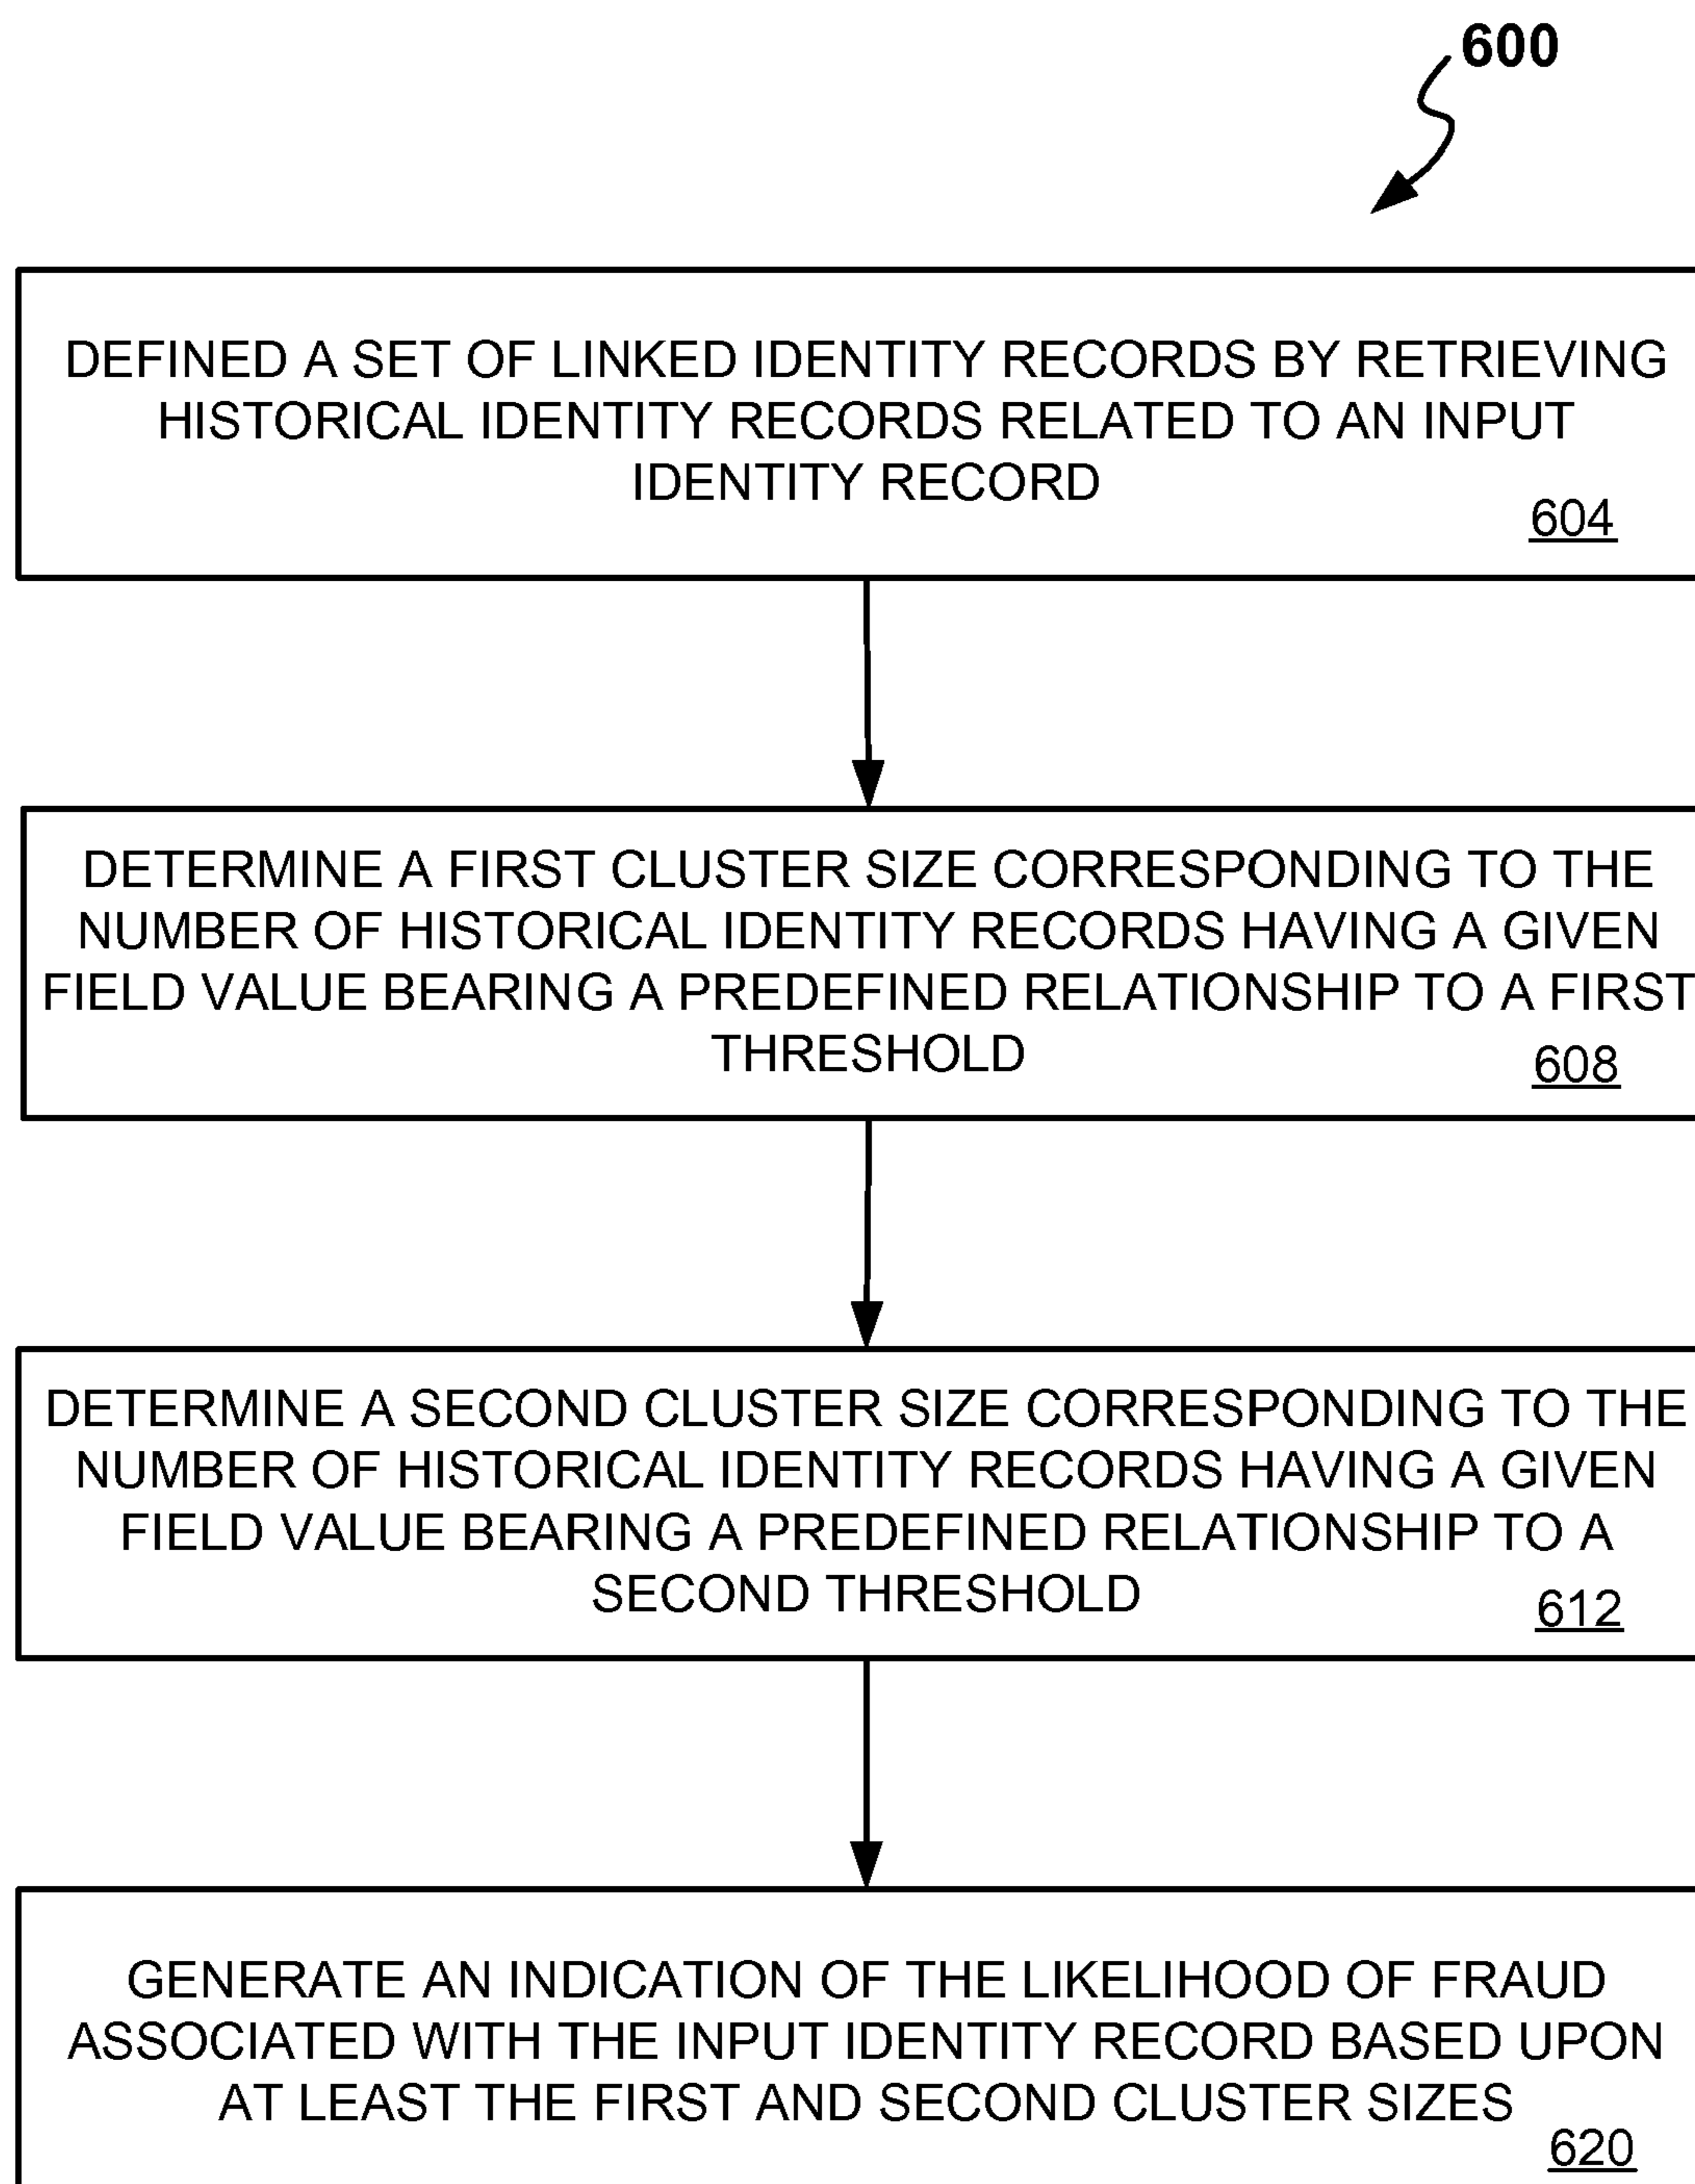 600
DEFINED A SET OF LINKED IDENTITY RECORDS BY RETRIEVING
HISTORICAL IDENTITY RECORDS RELATED TO AN INPUT
IDENTITY RECORD
604
DETERMINE A FIRST CLUSTER SIZE CORRESPONDING TO THE
NUMBER OF HISTORICAL IDENTITY RECORDS HAVING A GIVEN
FIELD VALUE BEARING A PREDEFINED RELATIONSHIP TO A FIRST
THRESHOLD
608
DETERMINE A SECOND CLUSTER SIZE CORRESPONDING TO THE
NUMBER OF HISTORICAL IDENTITY RECORDS HAVING A GIVEN
FIELD VALUE BEARING A PREDEFINED RELATIONSHIP TO A
SECOND THRESHOLD
612
GENERATE AN INDICATION OF THE LIKELIHOOD OF FRAUD
ASSOCIATED WITH THE INPUT IDENTITY RECORD BASED UPON
AT LEAST THE FIRST AND SECOND CLUSTER SIZES
620